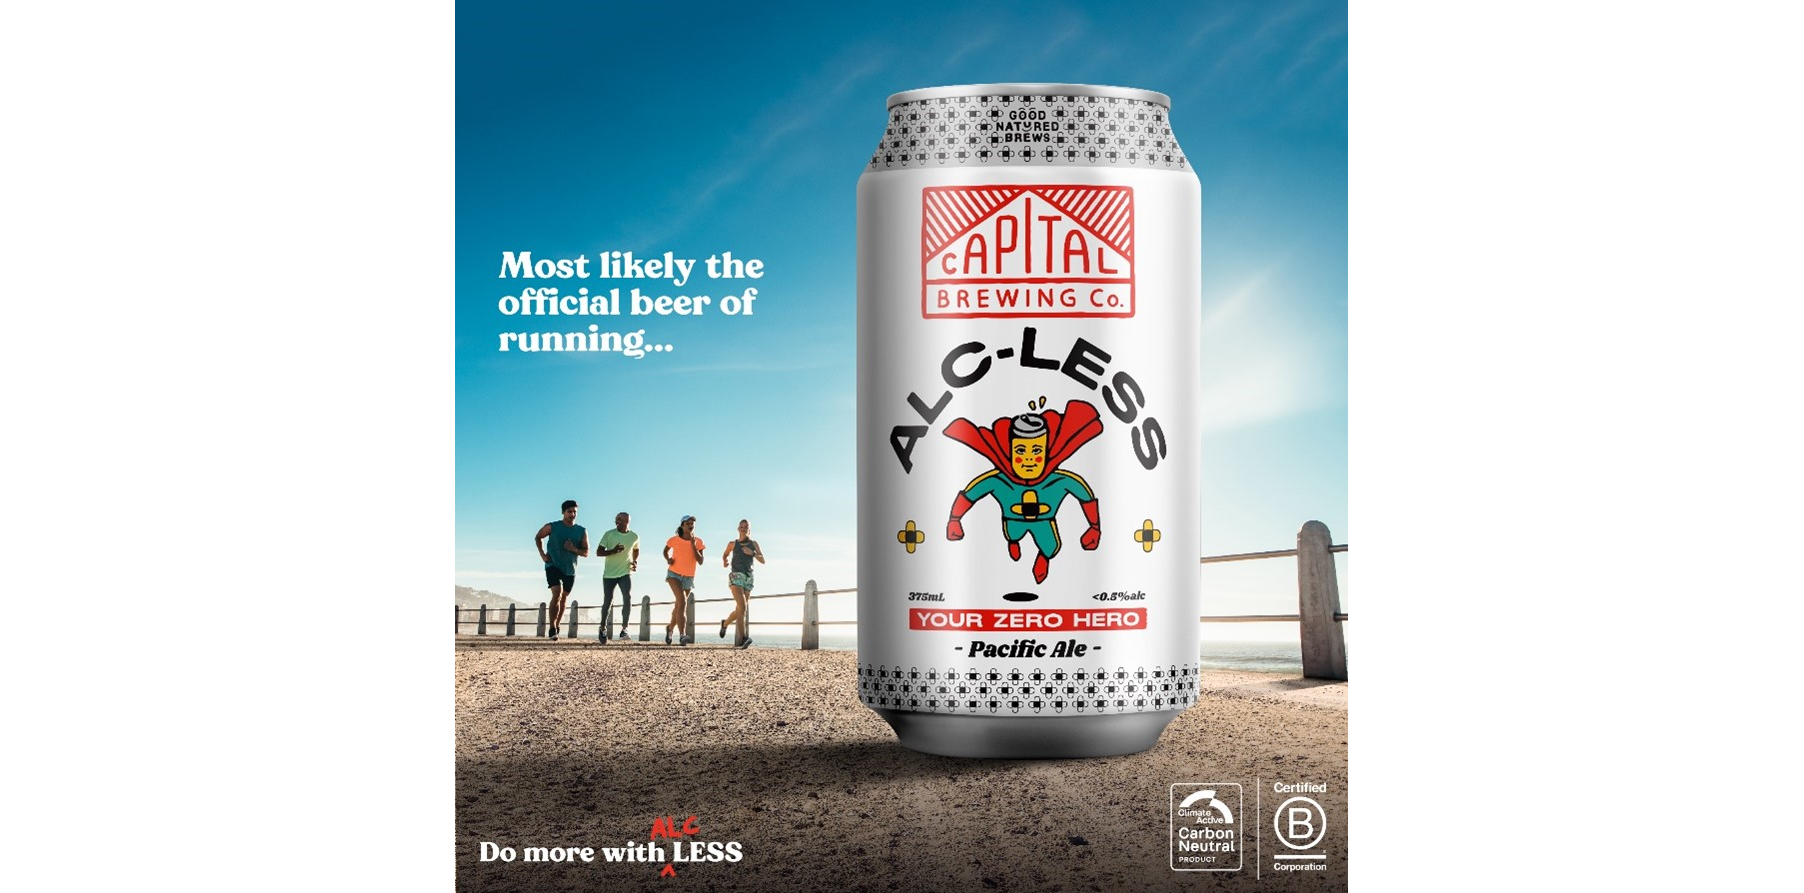 GOOD
NATURED
BREWS
CAPITAL
BREWING Co.
ALC-LESS
Most likely the
official beer of
running...
375mL
<0.5%alc
YOUR ZERO HERO
- Pacific Ale -
ALC
Do more with LESS
Climate
Active
Carbon
Neutral
PRODUCT
Certified
B
Corporation